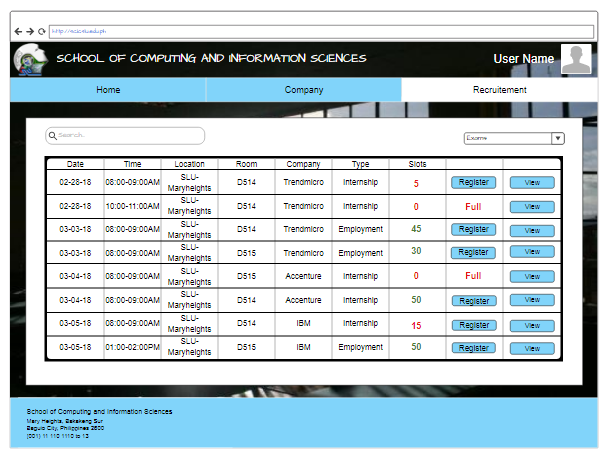 http://scis.slu.edu.ph
SCHOOL OF COMPUTING AND INFORMATION SCIENCES
User Name
Home Company Recruitement
Search..
Exams
Date Time Location Room Company Type Slots
02-28-18 08:00-09:00AM SLU-Maryheights D514 Trendmicro Internship 5 Register View
02-28-18 10:00-11:00AM SLU-Maryheights D514 Trendmicro Internship 0 Full View
03-03-18 08:00-09:00AM SLU-Maryheights D514 Trendmicro Employment 45 Register View
03-03-18 08:00-09:00AM SLU-Maryheights D515 Trendmicro Employment 30 Register View
03-04-18 08:00-09:00AM SLU-Maryheights D515 Accenture Internship 0 Full View
03-04-18 08:00-09:00AM SLU-Maryheights D514 Accenture Internship 50 Register View
03-05-18 08:00-09:00AM SLU-Maryheights D514 IBM Internship 15 Register View
03-05-18 01:00-02:00PM SLU-Maryheights D515 IBM Employment 50 Register View
School of Computing and Information Sciences
Mary Heights, Bakakeng Sur
Baguio City, Philippines 2600
(001) 11 110 1110 to 13